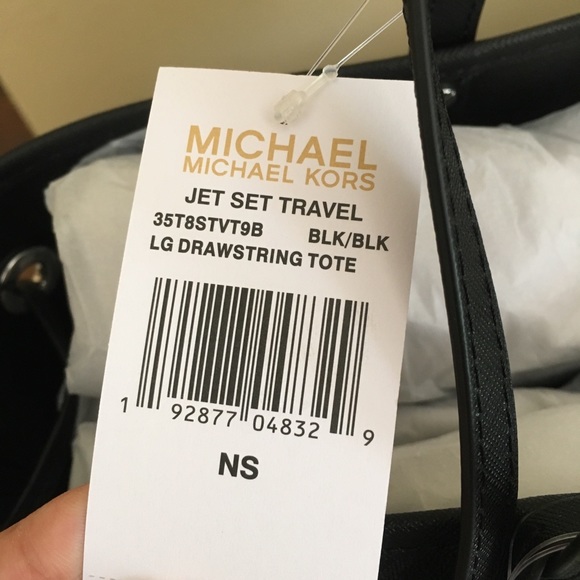 MICHAEL
MICHAEL KORS
JET SET TRAVEL
35T8STVT9B BLK/BLK
LG DRAWSTRING TOTE
1 92877 04832 9
NS